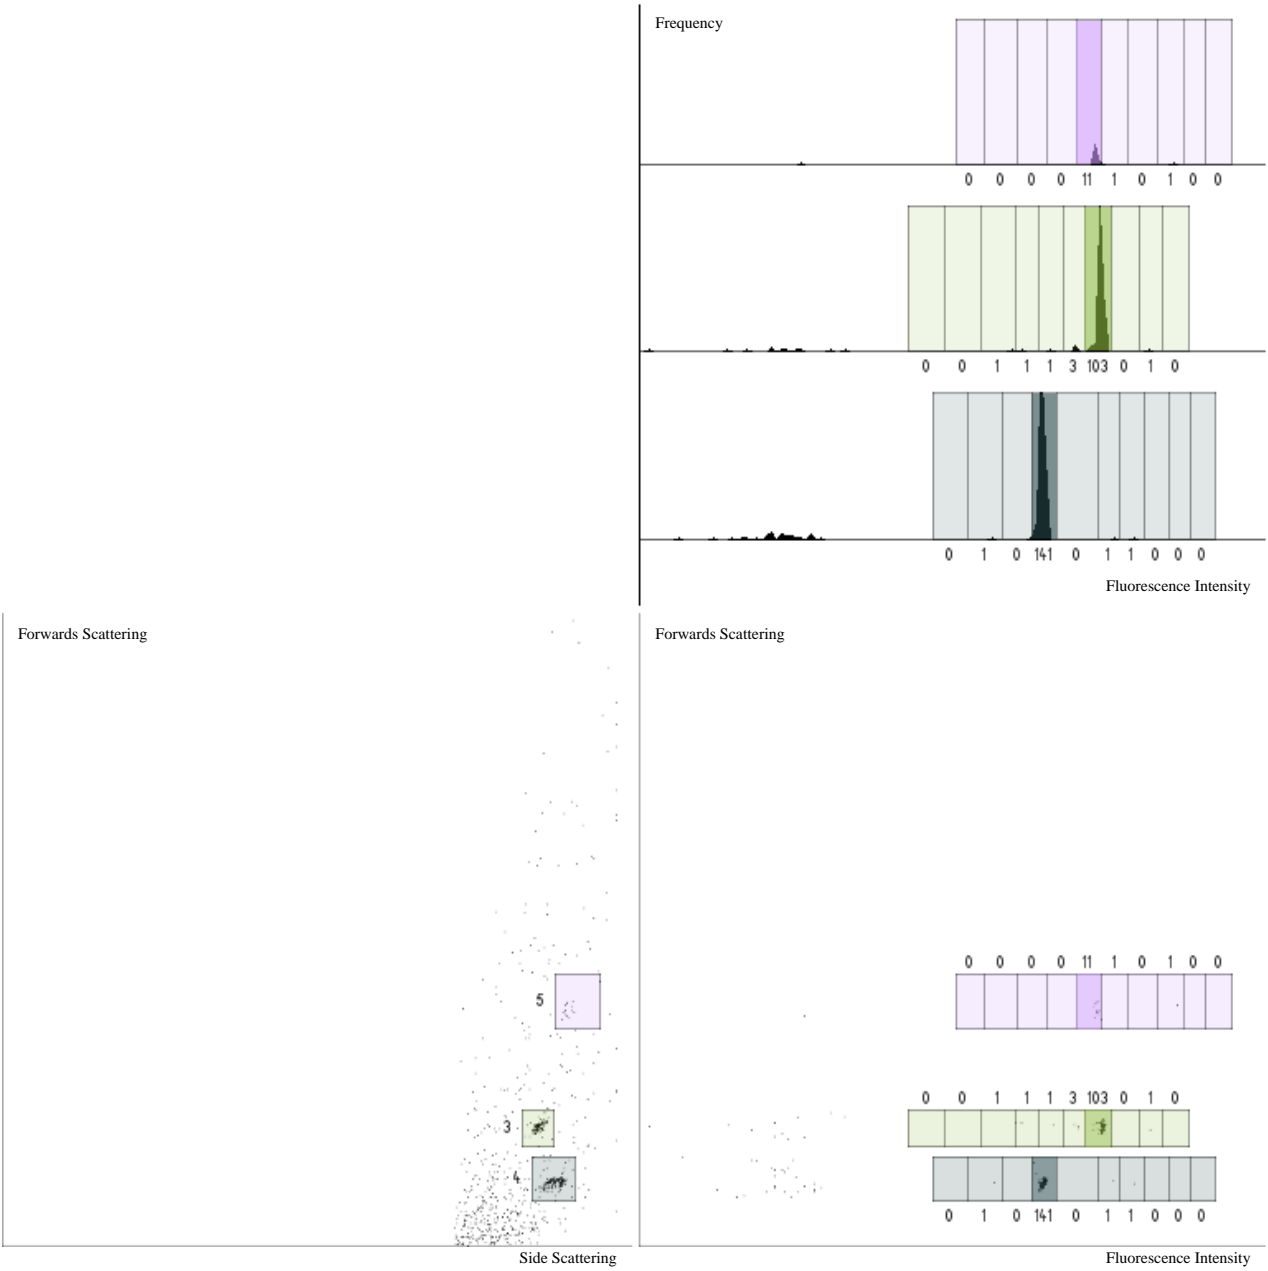 Frequency
0 0 0 0 11 1 0 1 0 0
0 0 1 1 1 3 103 0 1 0
0 1 0 141 0 1 1 0 0 0
Fluorescence Intensity
Forwards Scattering
5
3
4
Side Scattering
Forwards Scattering
0 0 0 0 11 1 0 1 0 0
0 0 1 1 1 3 103 0 1 0
0 1 0 141 0 1 1 0 0 0
Fluorescence Intensity